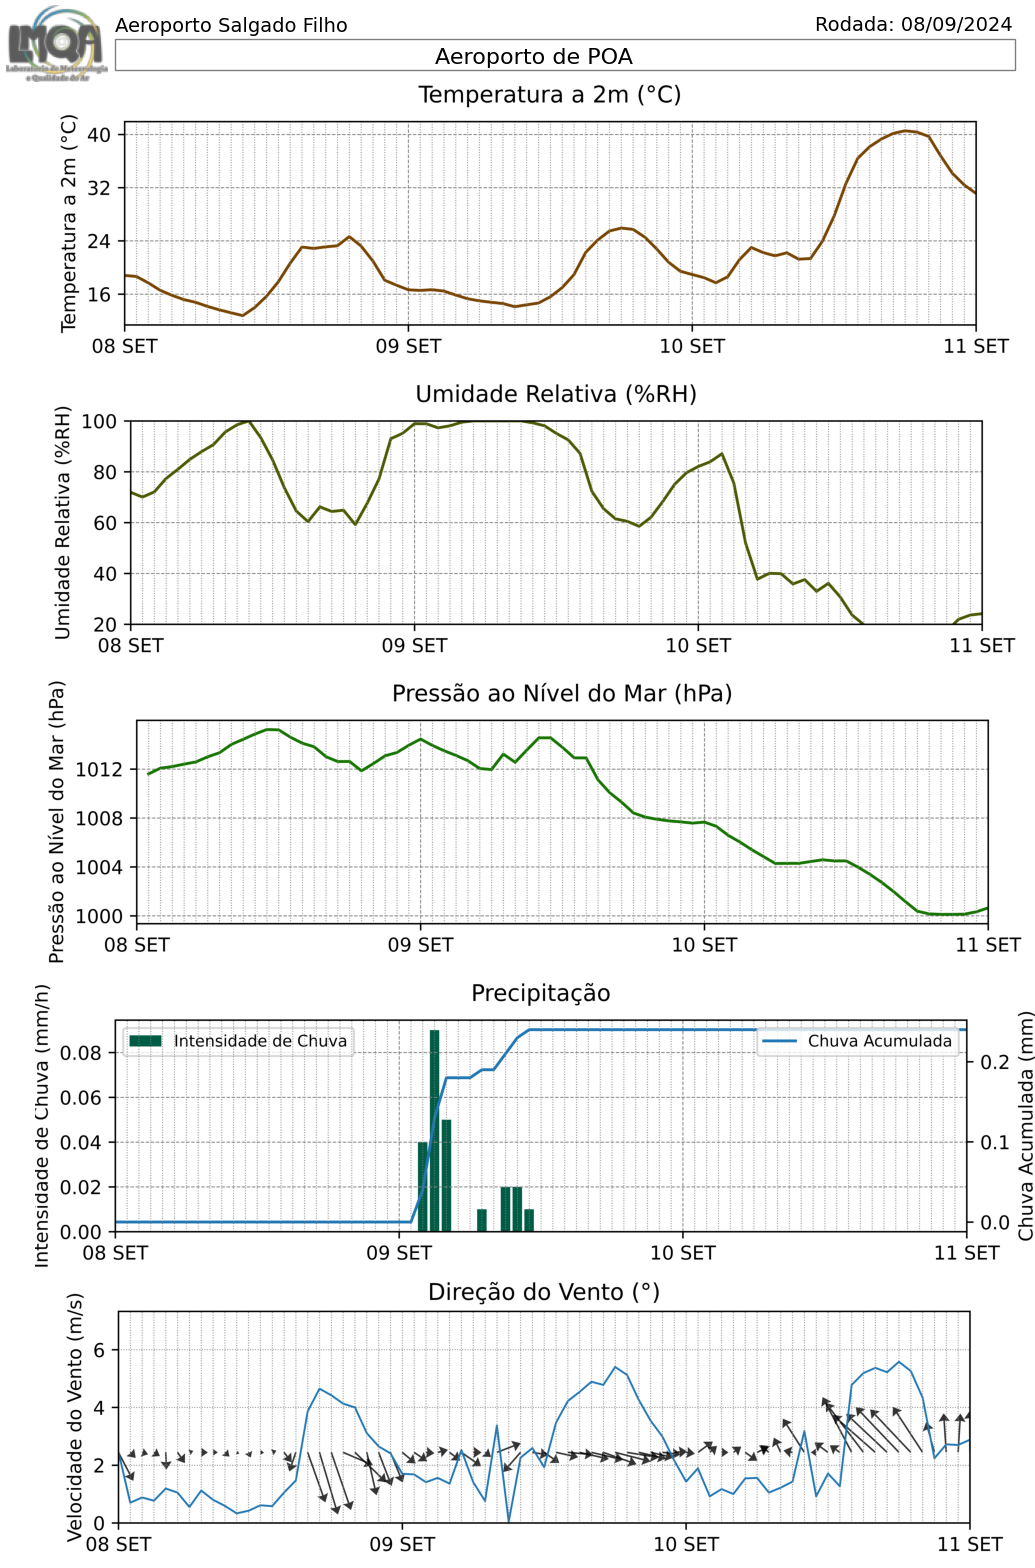 LMQA
Laboratório de Meteorologia
e Qualidade do Ar
Aeroporto Salgado Filho
Rodada: 08/09/2024
Aeroporto de POA
Temperatura a 2m (°C)
Temperatura a 2m (°C)
40
32
24
16
08 SET 09 SET 10 SET 11 SET
Umidade Relativa (%RH)
Umidade Relativa (%RH)
100
80
60
40
20
08 SET 09 SET 10 SET 11 SET
Pressão ao Nível do Mar (hPa)
Pressão ao Nível do Mar (hPa)
1012
1008
1004
1000
08 SET 09 SET 10 SET 11 SET
Precipitação
Intensidade de Chuva (mm/h)
Intensidade de Chuva
Chuva Acumulada
0.08
0.06
0.04
0.02
0.00
0.2
0.1
0.0
Chuva Acumulada (mm)
08 SET 09 SET 10 SET 11 SET
Direção do Vento (°)
Velocidade do Vento (m/s)
6
4
2
0
08 SET 09 SET 10 SET 11 SET